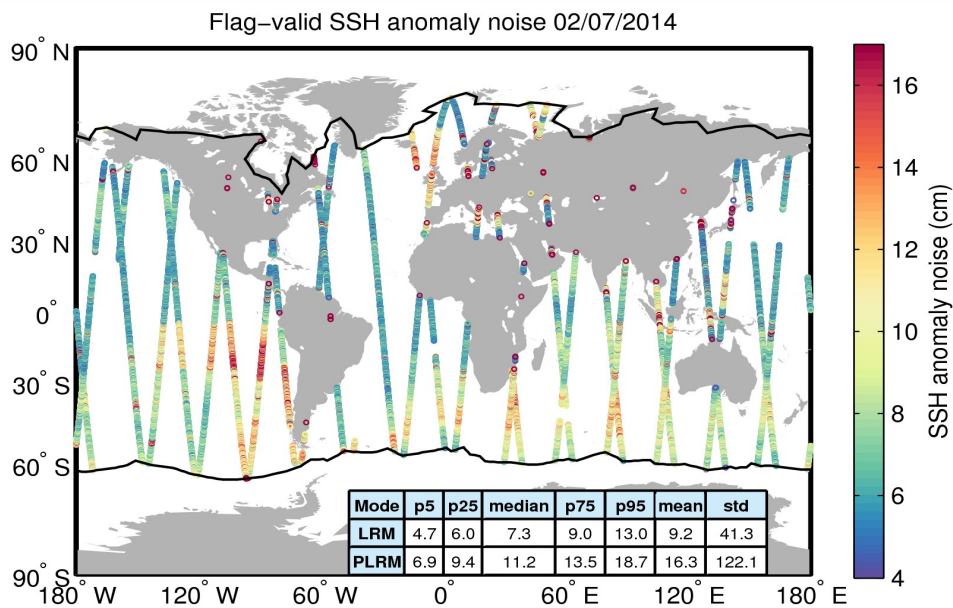 Flag−valid SSH anomaly noise 02/07/2014
90° N
60° N
30° N
0°
30° S
60° S
90° S
180° W
120° W
60° W
0°
60° E
120° E
180° E
16
14
12
10
8
6
4
SSH anomaly noise (cm)
Mode p5 p25 median p75 p95 mean std
LRM 4.7 6.0 7.3 9.0 13.0 9.2 41.3
PLRM 6.9 9.4 11.2 13.5 18.7 16.3 122.1